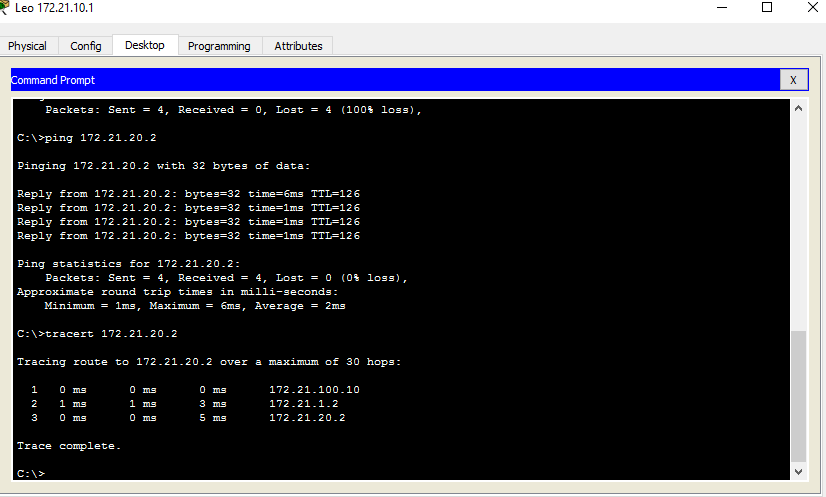 Leo 172.21.10.1
Physical Config Desktop Programming Attributes
Command Prompt X
Packets: Sent = 4, Received = 0, Lost = 4 (100% loss),
C:\>ping 172.21.20.2
Pinging 172.21.20.2 with 32 bytes of data:
Reply from 172.21.20.2: bytes=32 time=6ms TTL=126
Reply from 172.21.20.2: bytes=32 time=1ms TTL=126
Reply from 172.21.20.2: bytes=32 time=1ms TTL=126
Reply from 172.21.20.2: bytes=32 time=1ms TTL=126
Ping statistics for 172.21.20.2:
Packets: Sent = 4, Received = 4, Lost = 0 (0% loss),
Approximate round trip times in milli-seconds:
Minimum = 1ms, Maximum = 6ms, Average = 2ms
C:\>tracert 172.21.20.2
Tracing route to 172.21.20.2 over a maximum of 30 hops:
1 0 ms 0 ms 0 ms 172.21.100.10
2 1 ms 1 ms 3 ms 172.21.1.2
3 0 ms 0 ms 5 ms 172.21.20.2
Trace complete.
C:\>